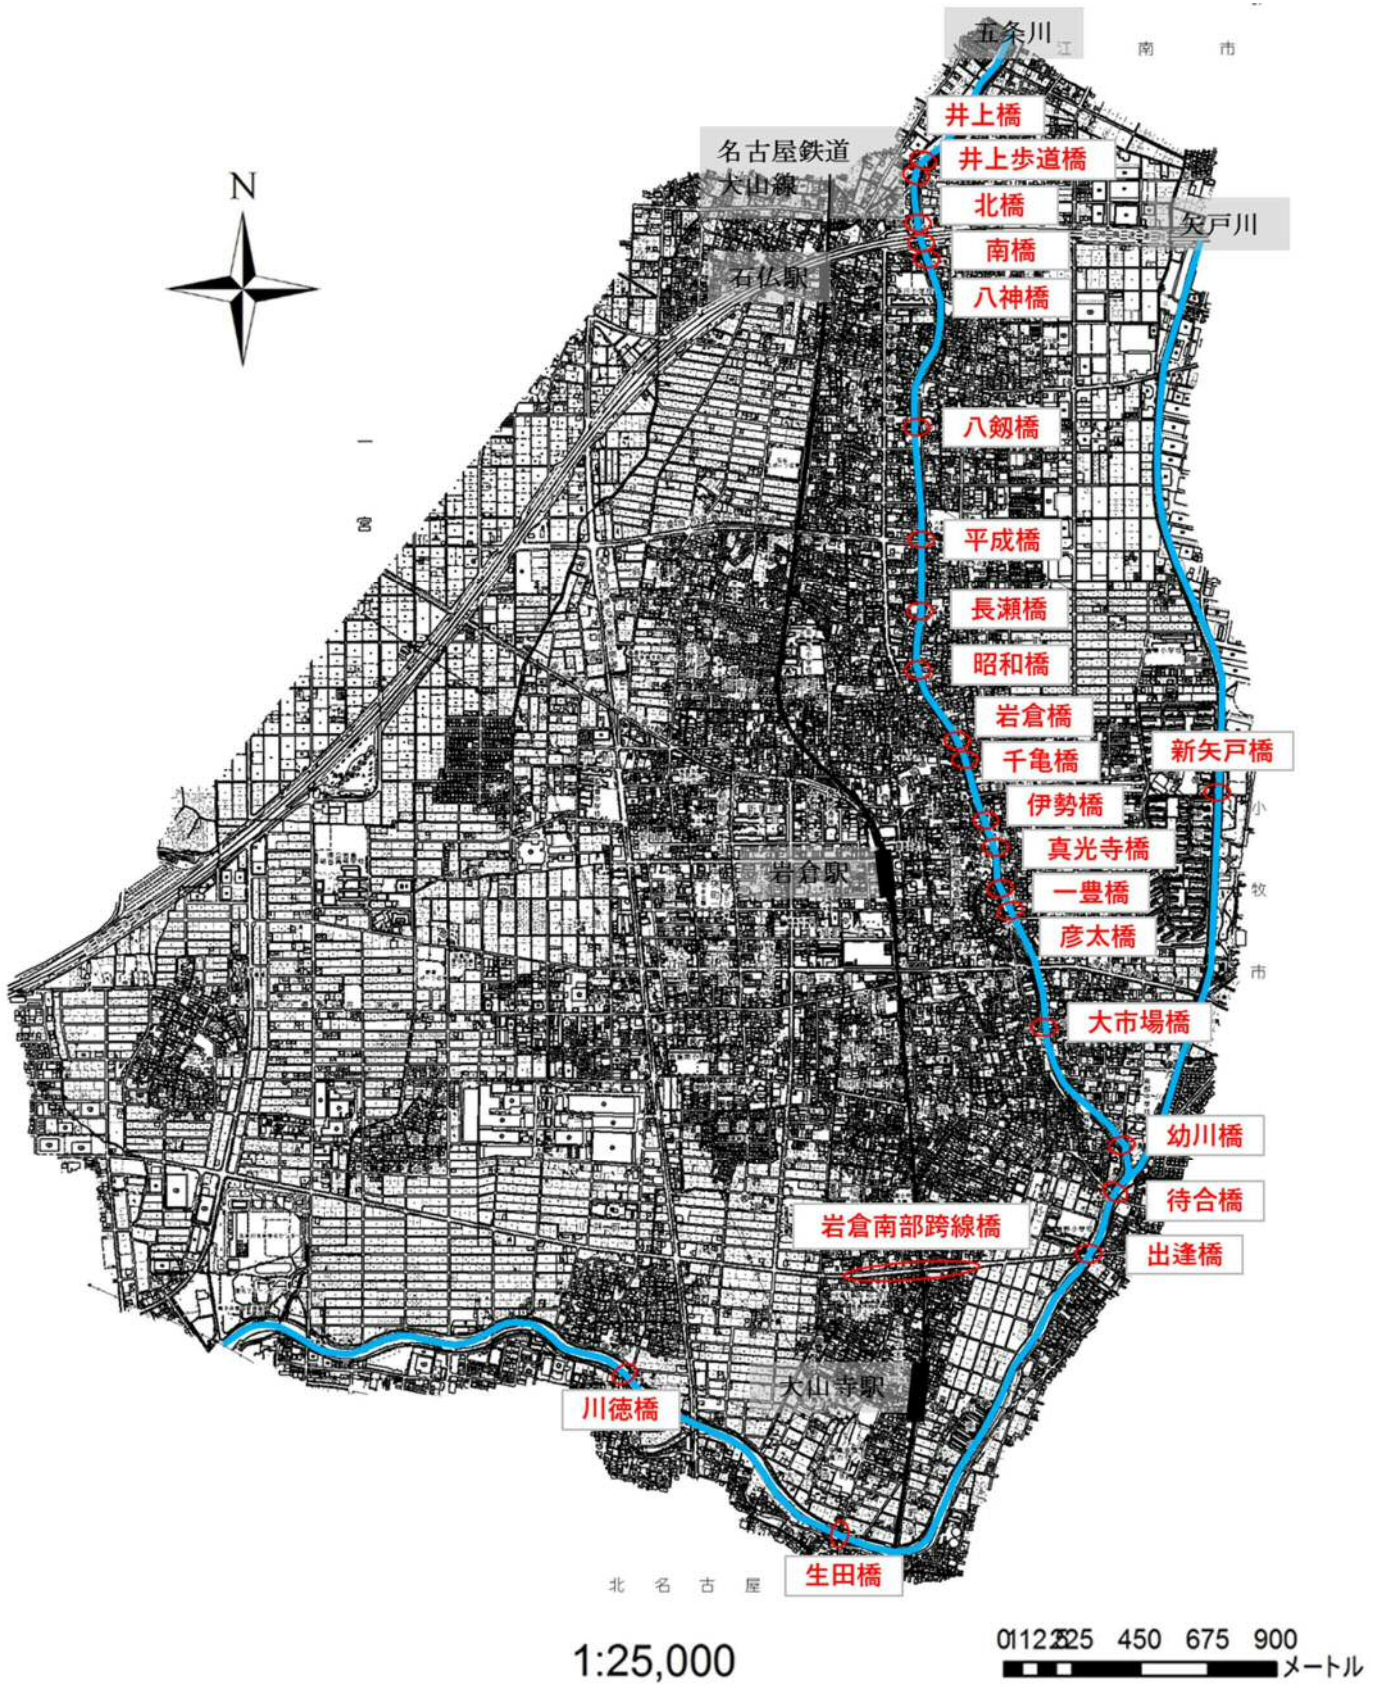 五条川
江南市
井上橋
名古屋鉄道
犬山線
井上歩道橋
N
北橋
矢戸川
南橋
石仏駅
八神橋
八剱橋
一
宮
平成橋
長瀬橋
昭和橋
岩倉橋
新矢戸橋
千亀橋
伊勢橋
小
真光寺橋
岩倉駅
一豊橋
牧
彦太橋
市
大市場橋
幼川橋
待合橋
岩倉南部跨線橋
出逢橋
大山寺駅
川徳橋
生田橋
北名古屋
1:25,000
450 675 900
メートル